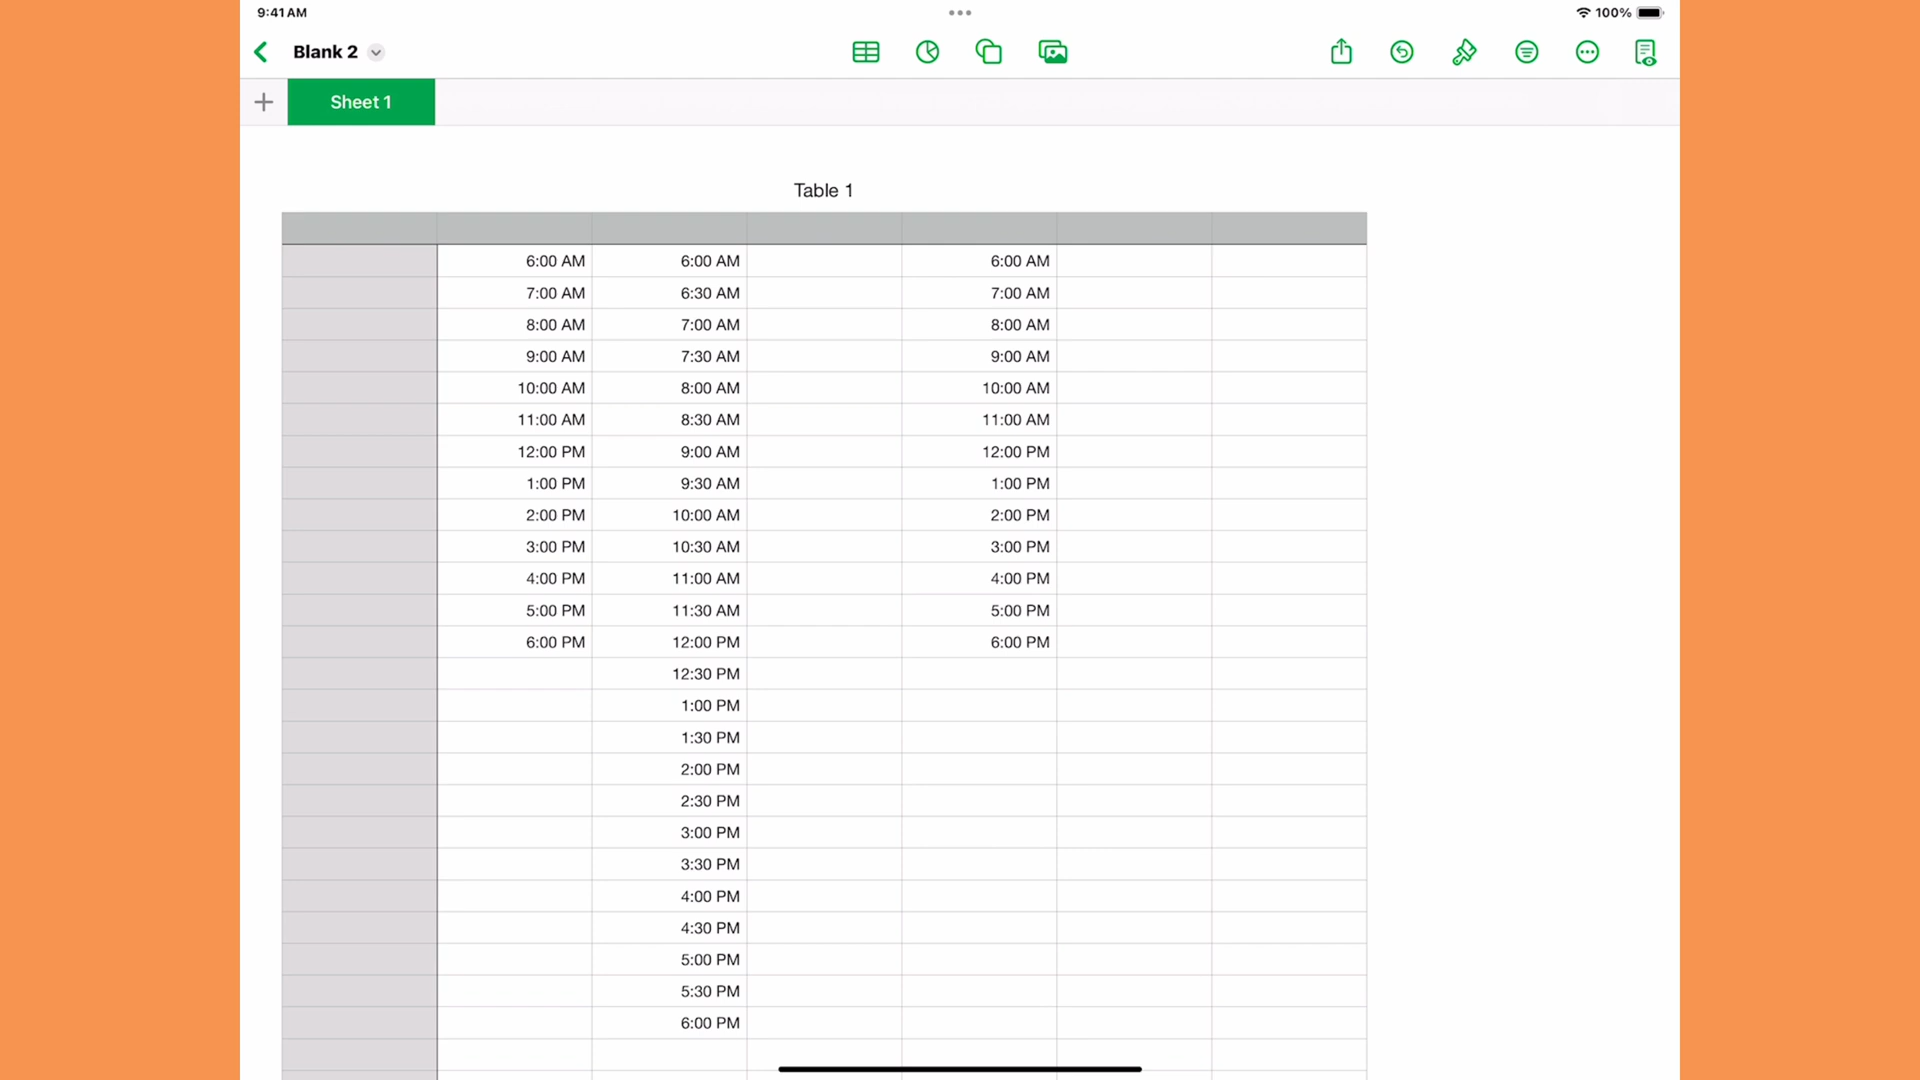 9:41 AM 100%
Blank 2
Sheet 1
Table 1
6:00 AM 6:00 AM 6:00 AM
7:00 AM 6:30 AM 7:00 AM
8:00 AM 7:00 AM 8:00 AM
9:00 AM 7:30 AM 9:00 AM
10:00 AM 8:00 AM 10:00 AM
11:00 AM 8:30 AM 11:00 AM
12:00 PM 9:00 AM 12:00 PM
1:00 PM 9:30 AM 1:00 PM
2:00 PM 10:00 AM 2:00 PM
3:00 PM 10:30 AM 3:00 PM
4:00 PM 11:00 AM 4:00 PM
5:00 PM 11:30 AM 5:00 PM
6:00 PM 12:00 PM 6:00 PM
12:30 PM
1:00 PM
1:30 PM
2:00 PM
2:30 PM
3:00 PM
3:30 PM
4:00 PM
4:30 PM
5:00 PM
5:30 PM
6:00 PM